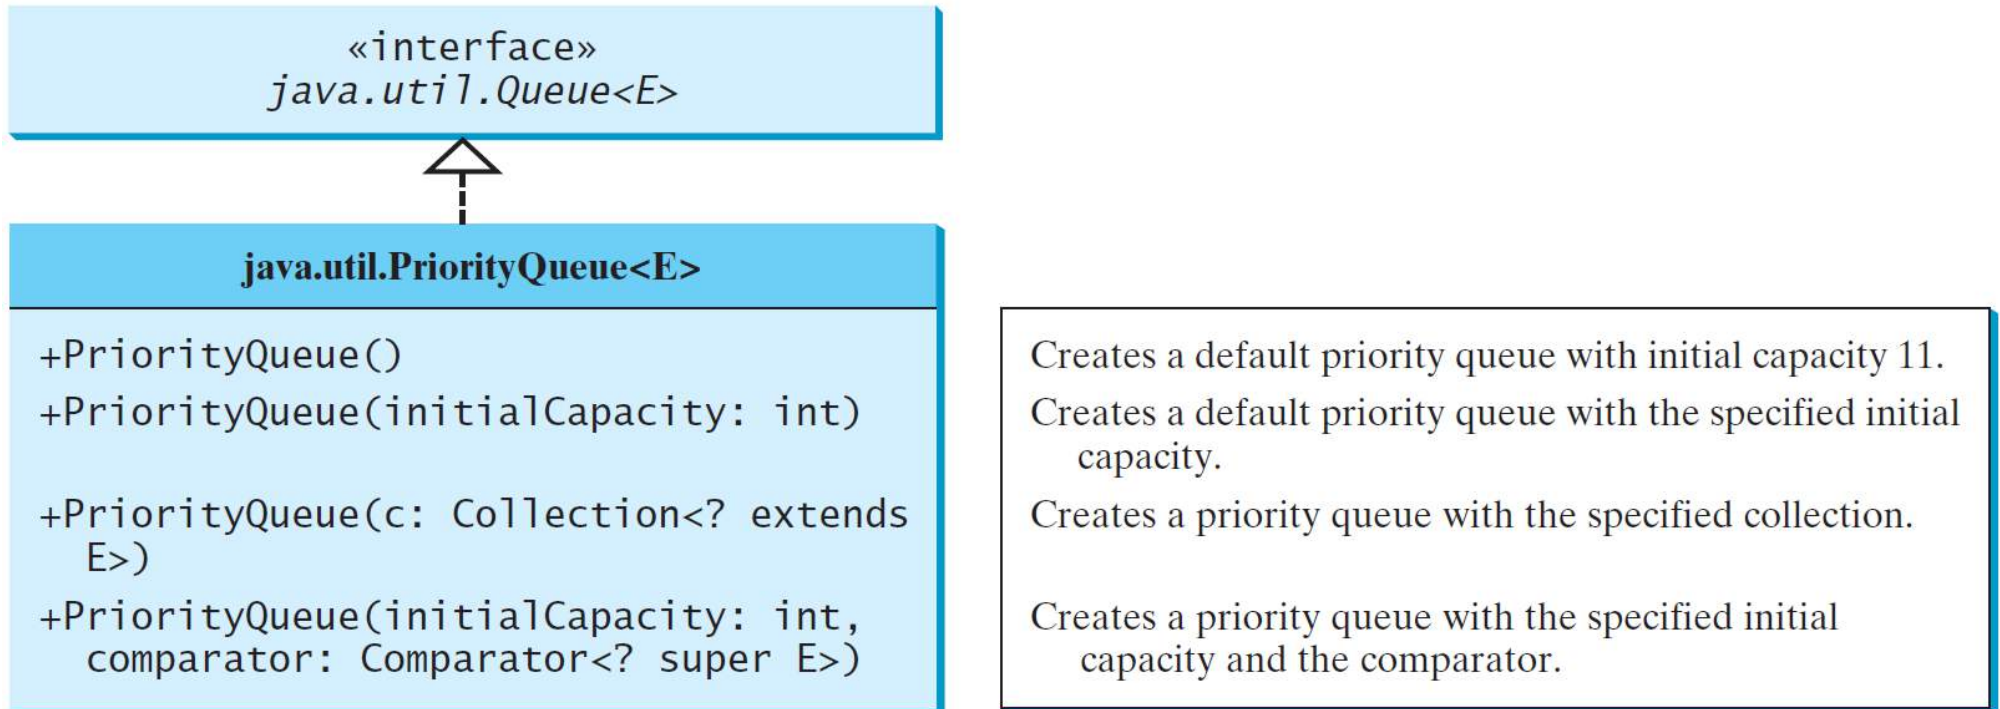 «interface»
java.util.Queue<E>
java.util.PriorityQueue<E>
+PriorityQueue()
+PriorityQueue(initialCapacity: int)
+PriorityQueue(c: Collection<? extends
E>)
+PriorityQueue(initialCapacity: int,
comparator: Comparator<? super E>)
Creates a default priority queue with initial capacity 11.
Creates a default priority queue with the specified initial
capacity.
Creates a priority queue with the specified collection.
Creates a priority queue with the specified initial
capacity and the comparator.